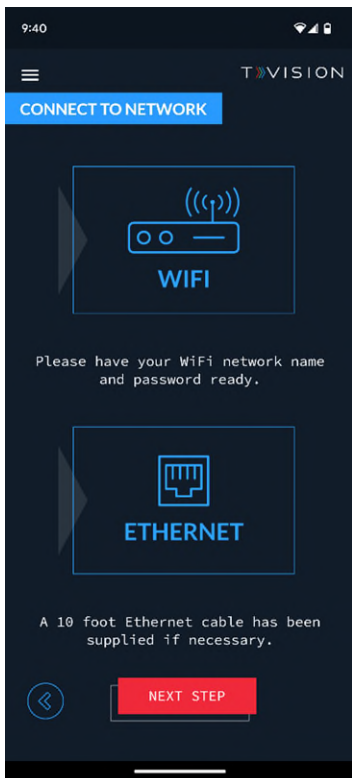 9:40
TVISION
CONNECT TO NETWORK
WIFI
Please have your WiFi network name
and password ready.
ETHERNET
A 10 foot Ethernet cable has been
supplied if necessary.
NEXT STEP